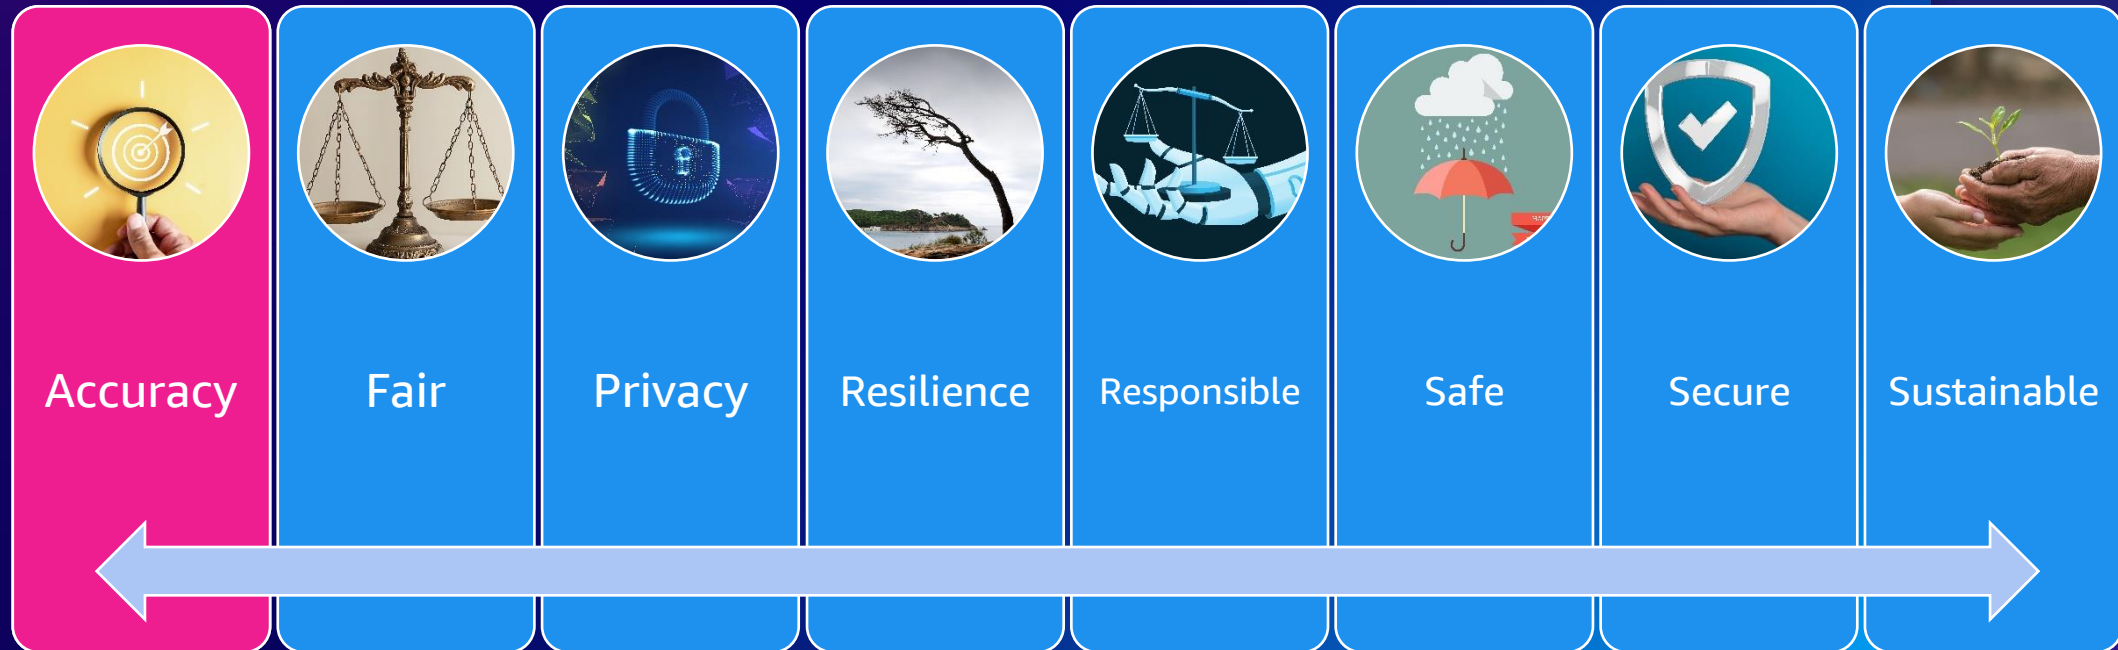 Accuracy
Fair
Privacy
Resilience
Responsible
Safe
Secure
Sustainable